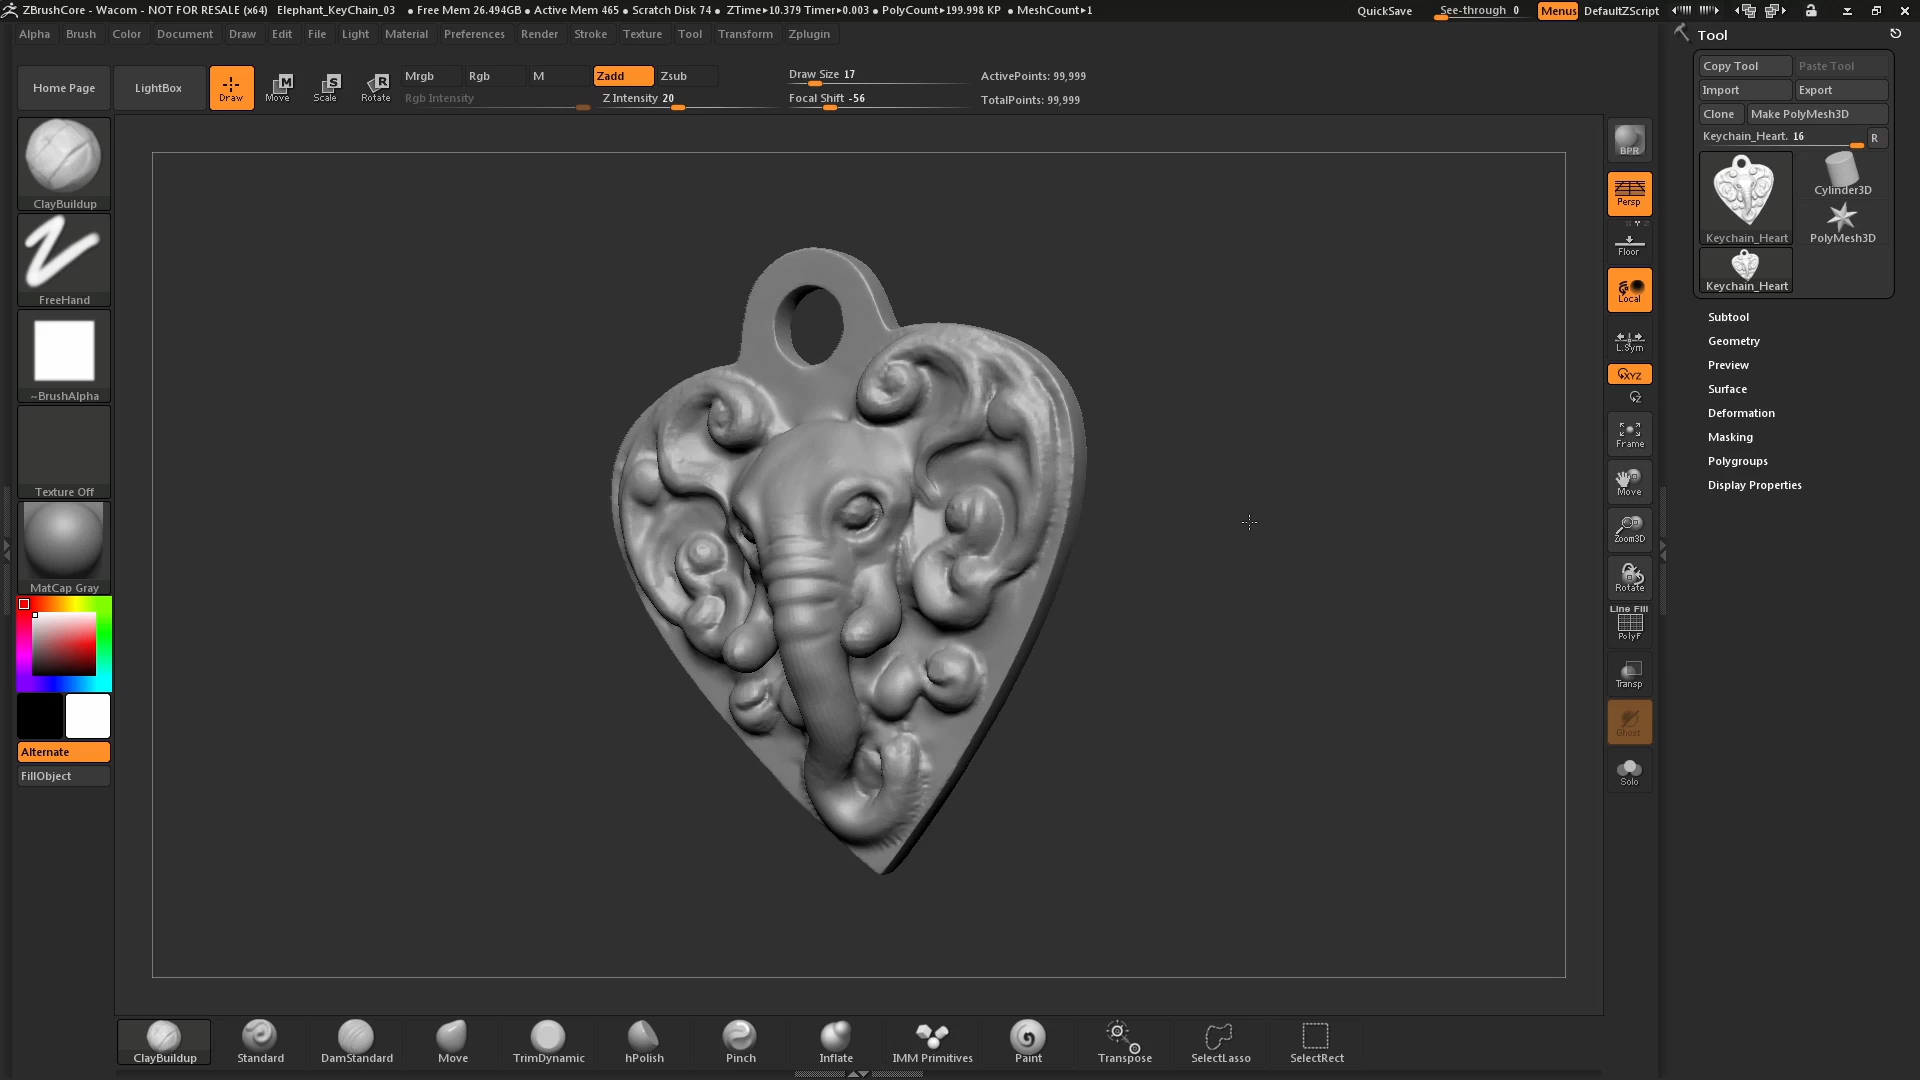 ZBrushCore - Wacom - NOT FOR RESALE (x64) Elephant_KeyChain_03 ● Free Mem 26.494GB ● Active Mem 465 ● Scratch Disk 74 ● ZTime▸10.379 Timer▸0.003 ● PolyCount▸199.998 KP ● MeshCount▸1 QuickSave See-through 0 Menus DefaultZScript
Alpha Brush Color Document Draw Edit File Light Material Preferences Render Stroke Texture Tool Transform Zplugin
Tool
Home Page
LightBox
Draw
M
Move
S
Scale
R
Rotate
Mrgb Rgb M Zadd Zsub
Rgb Intensity Z Intensity 20
Draw Size 17
Focal Shift -56
ActivePoints: 99,999
TotalPoints: 99,999
ClayBuildup
FreeHand
~BrushAlpha
Texture Off
MatCap Gray
Alternate
FillObject
BPR
Persp
Floor
Local
L.Sym
XYZ
Z
Frame
Move
Zoom3D
Rotate
Line Fill
PolyF
Transp
Ghost
Solo
Copy Tool Paste Tool
Import Export
Clone Make PolyMesh3D
Keychain_Heart. 16 R
Cylinder3D
Keychain_Heart PolyMesh3D
Keychain_Heart
Subtool
Geometry
Preview
Surface
Deformation
Masking
Polygroups
Display Properties
ClayBuildup Standard DamStandard Move TrimDynamic hPolish Pinch Inflate IMM Primitives Paint Transpose SelectLasso SelectRect